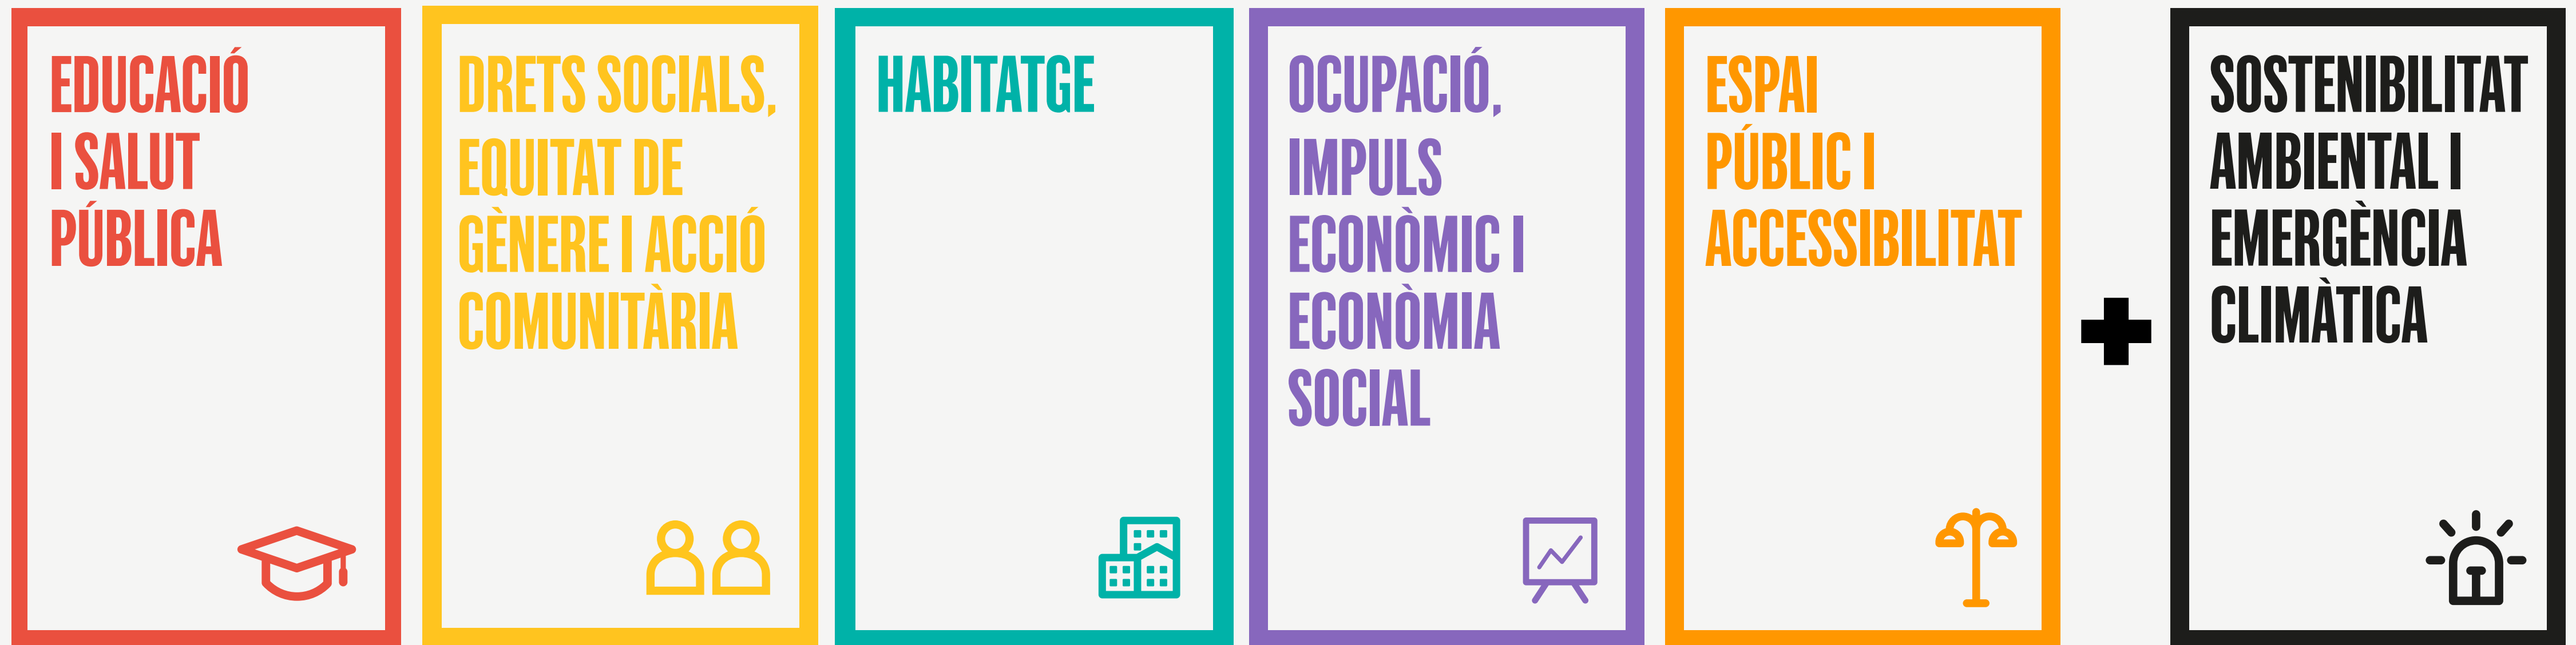 EDUCACIÓ
I SALUT
PÚBLICA
DRETS SOCIALS,
EQUITAT DE
GÈNERE I ACCIÓ
COMUNITÀRIA
HABITATGE
OCUPACIÓ,
IMPULS
ECONÒMIC I
ECONÒMIA
SOCIAL
ESPAI
PÚBLIC I
ACCESSIBILITAT
SOSTENIBILITAT
AMBIENTAL I
EMERGÈNCIA
CLIMÀTICA